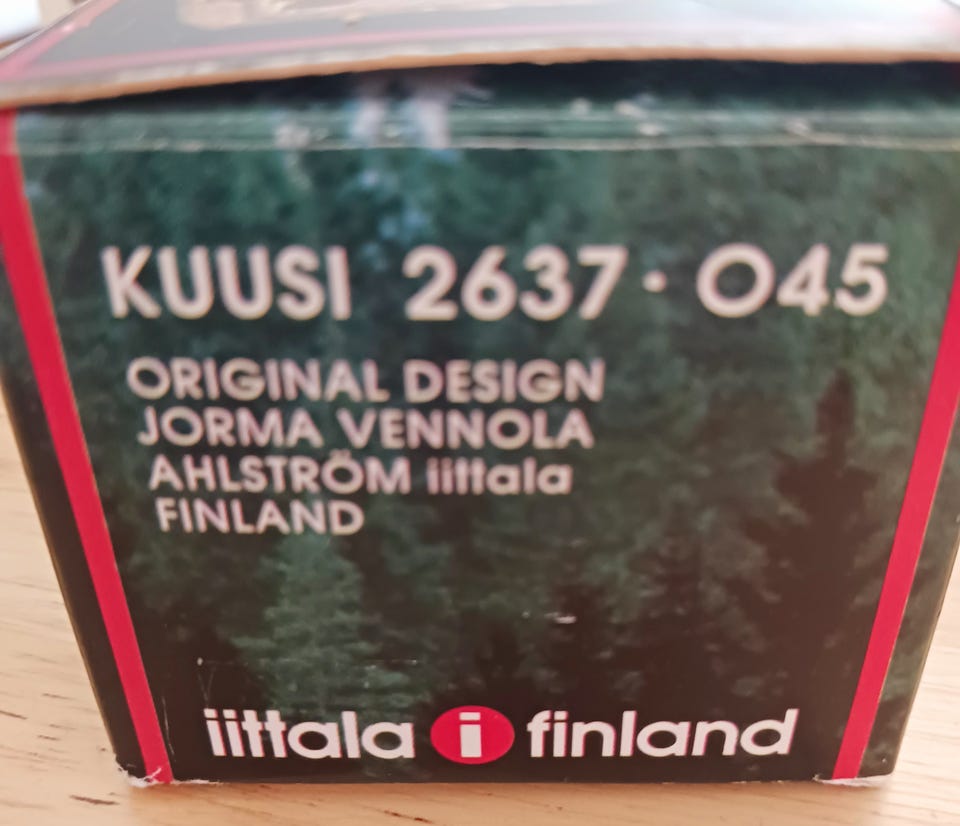 KUUSI 2637 · 045
ORIGINAL DESIGN
JORMA VENNOLA
AHLSTRÖM iittala
FINLAND
iittala i finland